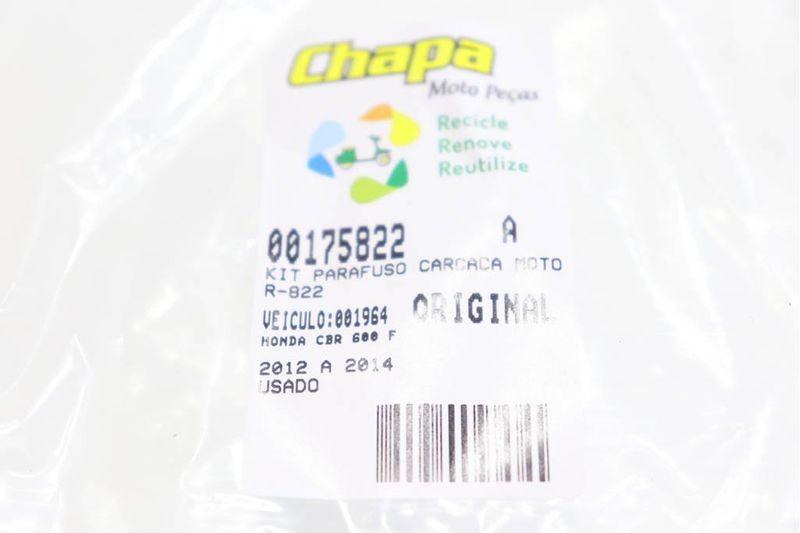 Chapa
Moto Peças
Recicle
Renove
Reutilize
00175822 A
KIT PARAFUSO CARCACA MOTO
R-822
VEICULO:001964 ORIGINAL
HONDA CBR 600 F
2012 A 2014
USADO